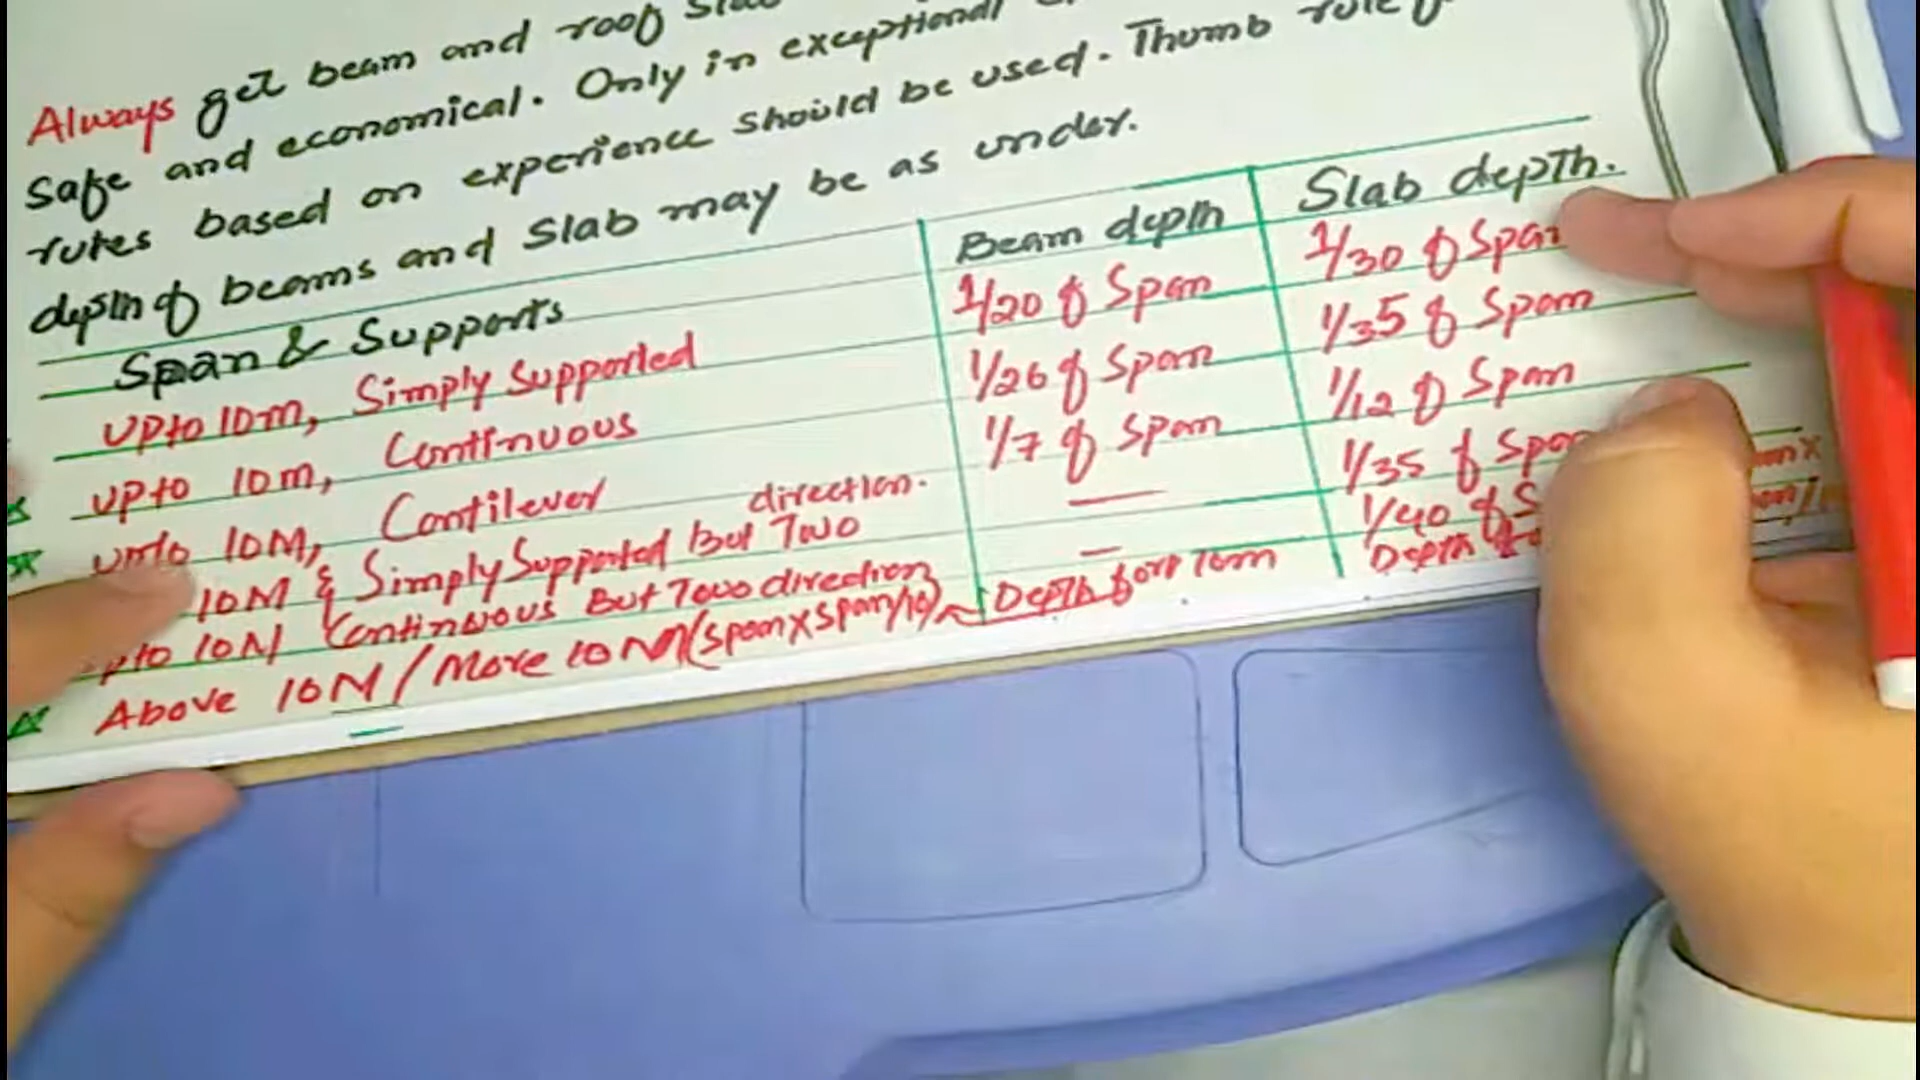 Always get beam and roof
safe and economical. Only in exceptional
rules based on experience should be used. Thumb rule
depth of beams and Slab may be as under.
Span & Supports Beam depth Slab depth.
upto 10m, Simply Supported 1/20 of Span 1/30 of Span
upto 10m, Continuous 1/26 of Span 1/35 of Span
upto 10M, Cantilever 1/7 of Span 1/12 of Span
10M & Simply Supported But Two direction. — 1/35 of Span
upto 10M Continuous But Two direction — 1/40 of
Above 10M / More 10M (span x span/10) Depth for 10m Depth